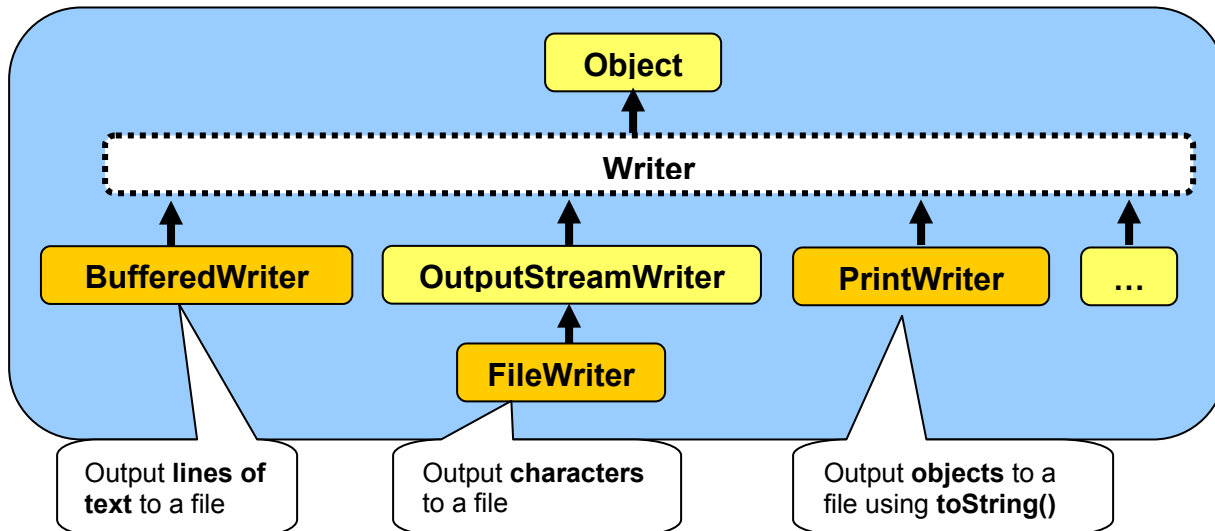 Object
Writer
BufferedWriter
OutputStreamWriter
PrintWriter
...
FileWriter
Output lines of
text to a file
Output characters
to a file
Output objects to a
file using toString()